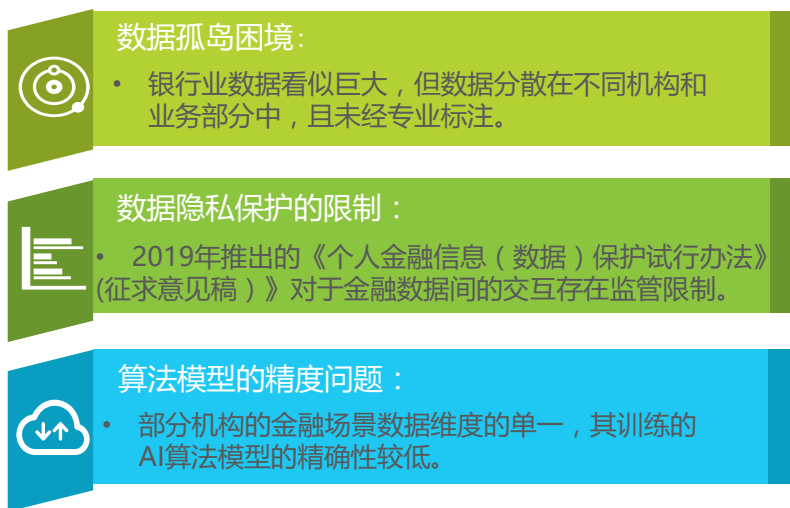 数据孤岛困境：
• 银行业数据看似巨大，但数据分散在不同机构和
业务部分中，且未经专业标注。
数据隐私保护的限制：
• 2019年推出的《个人金融信息（数据）保护试行办法》
(征求意见稿）》对于金融数据间的交互存在监管限制。
算法模型的精度问题：
• 部分机构的金融场景数据维度的单一，其训练的
AI算法模型的精确性较低。